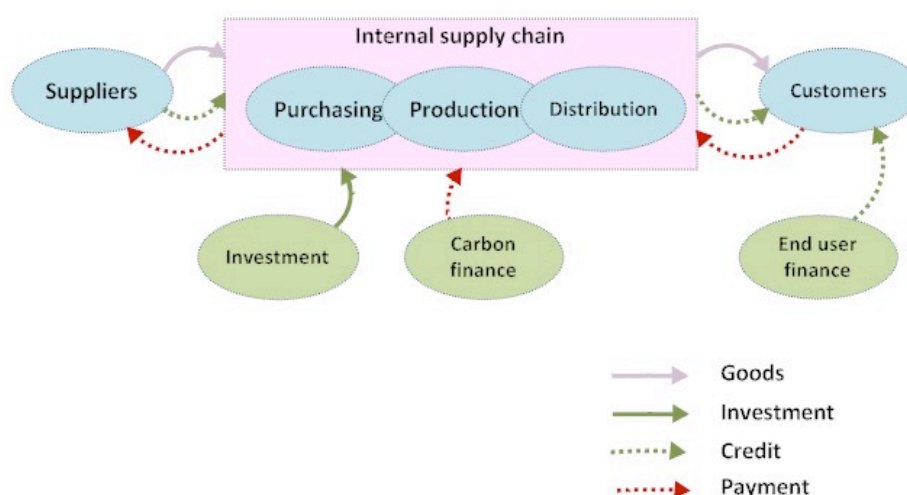 Internal supply chain
Suppliers
Purchasing
Production
Distribution
Customers
Investment
Carbon
finance
End user
finance
Goods
Investment
Credit
Payment